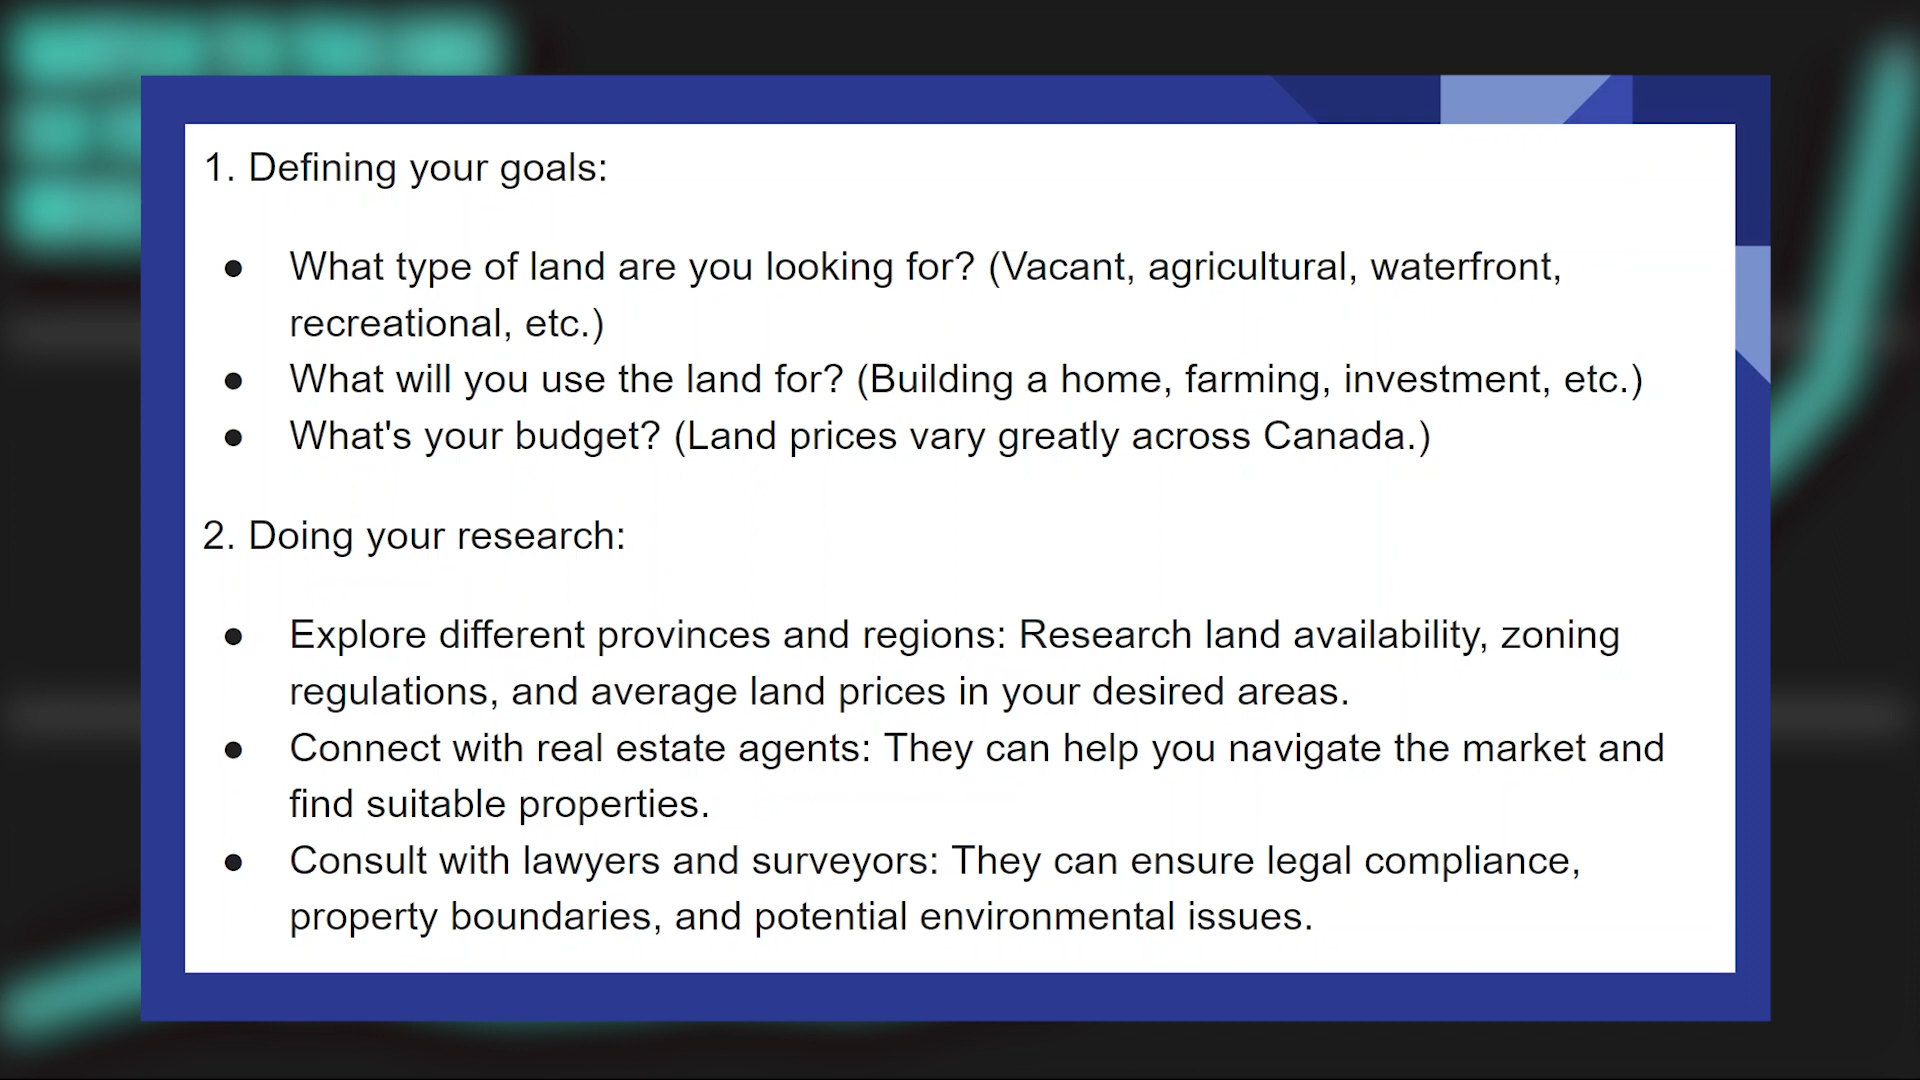 1. Defining your goals:
● What type of land are you looking for? (Vacant, agricultural, waterfront,
recreational, etc.)
● What will you use the land for? (Building a home, farming, investment, etc.)
● What's your budget? (Land prices vary greatly across Canada.)
2. Doing your research:
● Explore different provinces and regions: Research land availability, zoning
regulations, and average land prices in your desired areas.
● Connect with real estate agents: They can help you navigate the market and
find suitable properties.
● Consult with lawyers and surveyors: They can ensure legal compliance,
property boundaries, and potential environmental issues.